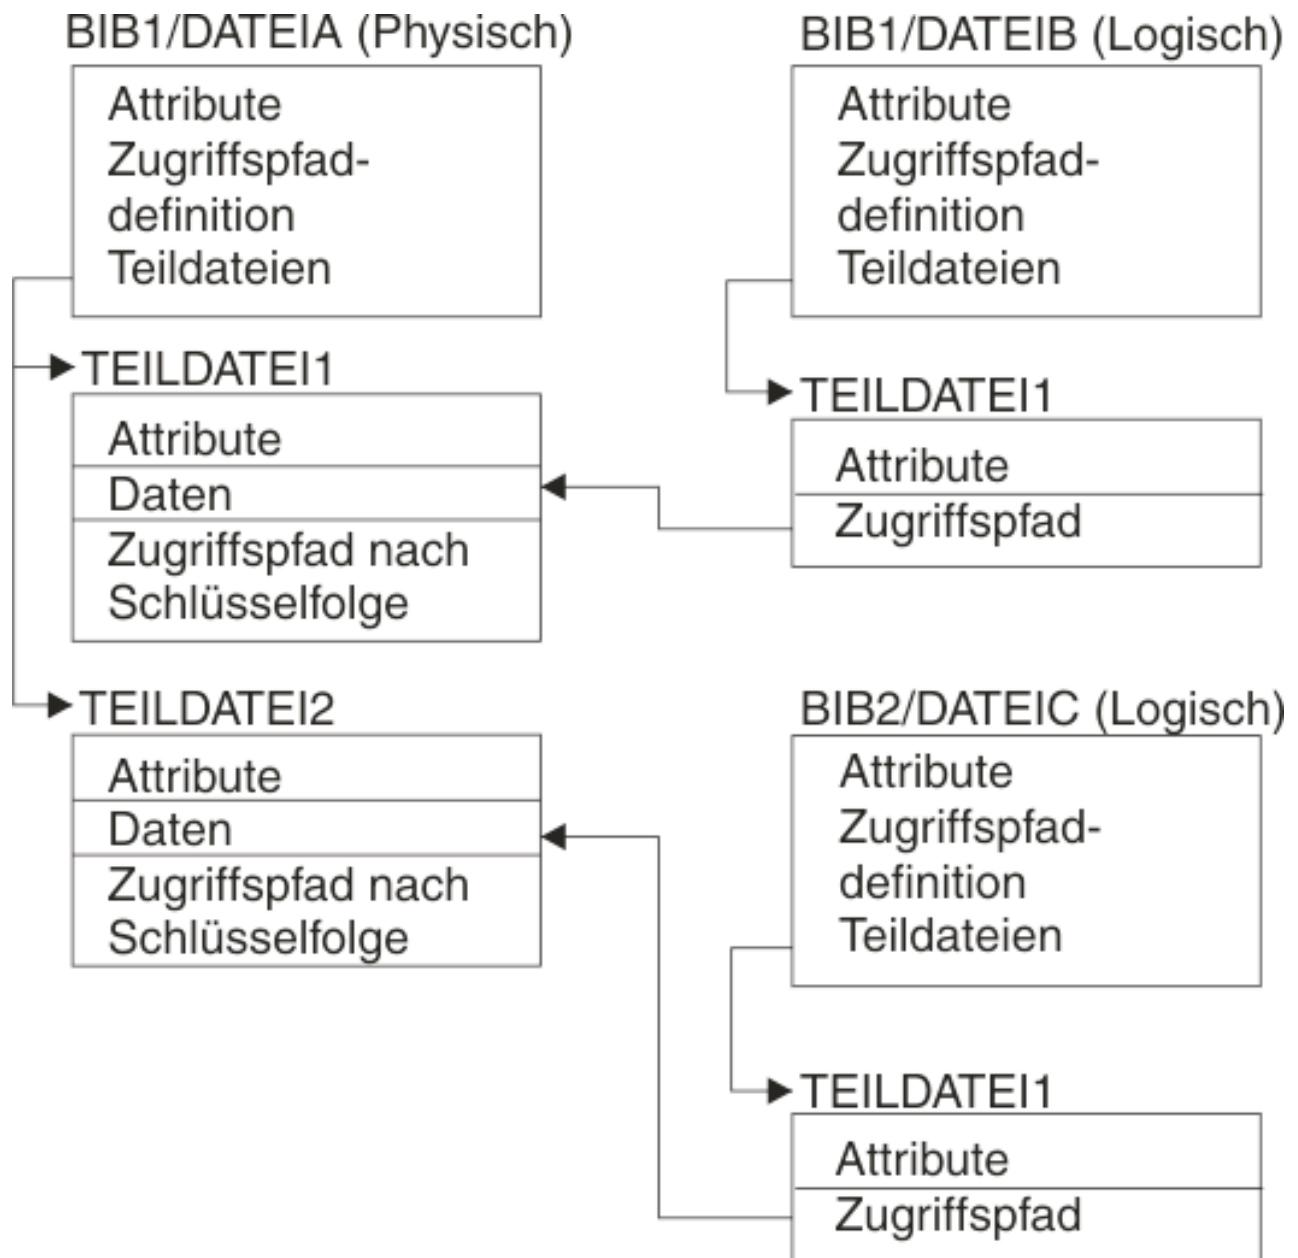 BIB1/DATEIA (Physisch)
Attribute
Zugriffspfad-
definition
Teildateien
TEILDATEI1
Attribute
Daten
Zugriffspfad nach
Schlüsselfolge
TEILDATEI2
Attribute
Daten
Zugriffspfad nach
Schlüsselfolge
BIB1/DATEIB (Logisch)
Attribute
Zugriffspfad-
definition
Teildateien
TEILDATEI1
Attribute
Zugriffspfad
BIB2/DATEIC (Logisch)
Attribute
Zugriffspfad-
definition
Teildateien
TEILDATEI1
Attribute
Zugriffspfad